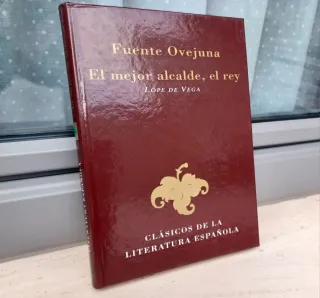 Fuente Ovejuna
El mejor alcalde, el rey
LOPE DE VEGA
CLÁSICOS DE LA
LITERATURA ESPAÑOLA